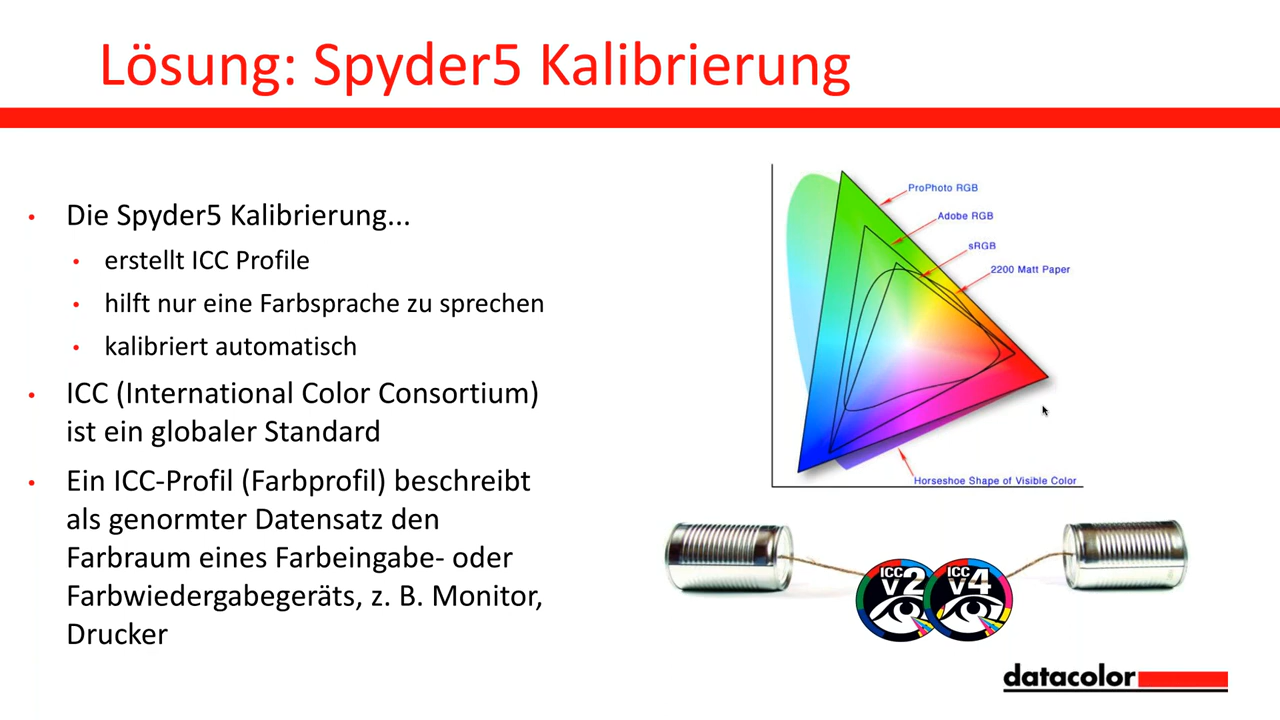 Lösung: Spyder5 Kalibrierung
• Die Spyder5 Kalibrierung...
• erstellt ICC Profile
• hilft nur eine Farbsprache zu sprechen
• kalibriert automatisch
• ICC (International Color Consortium)
ist ein globaler Standard
• Ein ICC-Profil (Farbprofil) beschreibt
als genormter Datensatz den
Farbraum eines Farbeingabe- oder
Farbwiedergabegeräts, z. B. Monitor,
Drucker
ProPhoto RGB
Adobe RGB
sRGB
2200 Matt Paper
Horseshoe Shape of Visible Color
ICC
v2
ICC
v4
datacolor